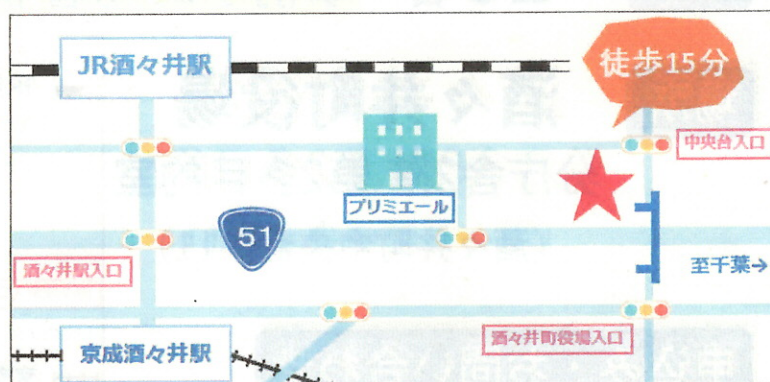 JR酒々井駅
徒歩15分
中央台入口
プリミエール
51
酒々井駅入口
至千葉→
酒々井町役場入口
京成酒々井駅